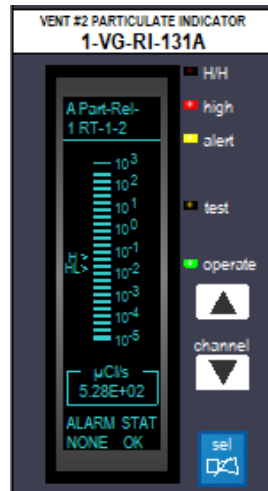 VENT #2 PARTICULATE INDICATOR
1-VG-RI-131A
H/H
A Part-Rel-
high
1 RT-1-2
alert
10³
10²
10¹
test
10⁰
H>
10⁻¹
HL>
10⁻²
operate
10⁻³
10⁻⁴
10⁻⁵
channel
µCi/s
5.28E+02
ALARM STAT
NONE OK
sel